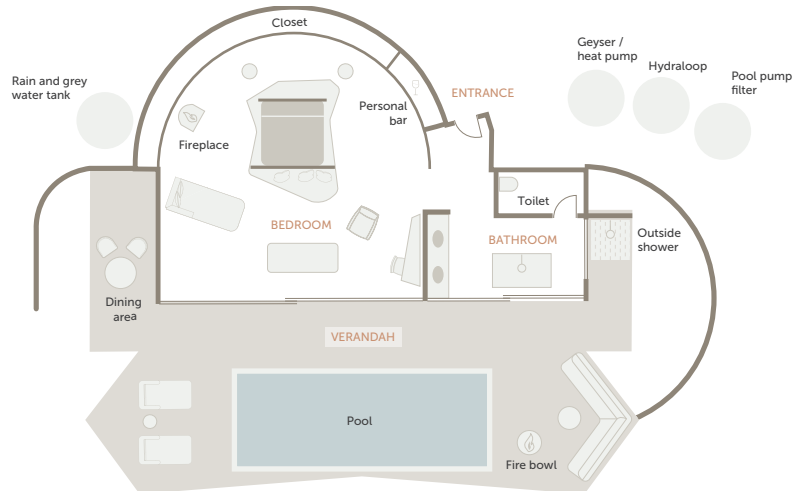 Closet
Geyser /
heat pump
Hydraloop
Pool pump
filter
Rain and grey
water tank
ENTRANCE
Personal
bar
Fireplace
Toilet
BEDROOM
BATHROOM
Outside
shower
Dining
area
VERANDAH
Pool
Fire bowl